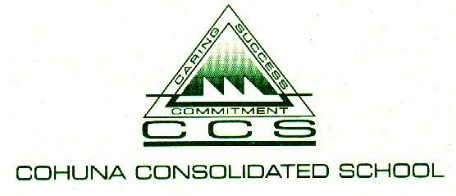 CARING
SUCCESS
COMMITMENT
CCS
COHUNA CONSOLIDATED SCHOOL